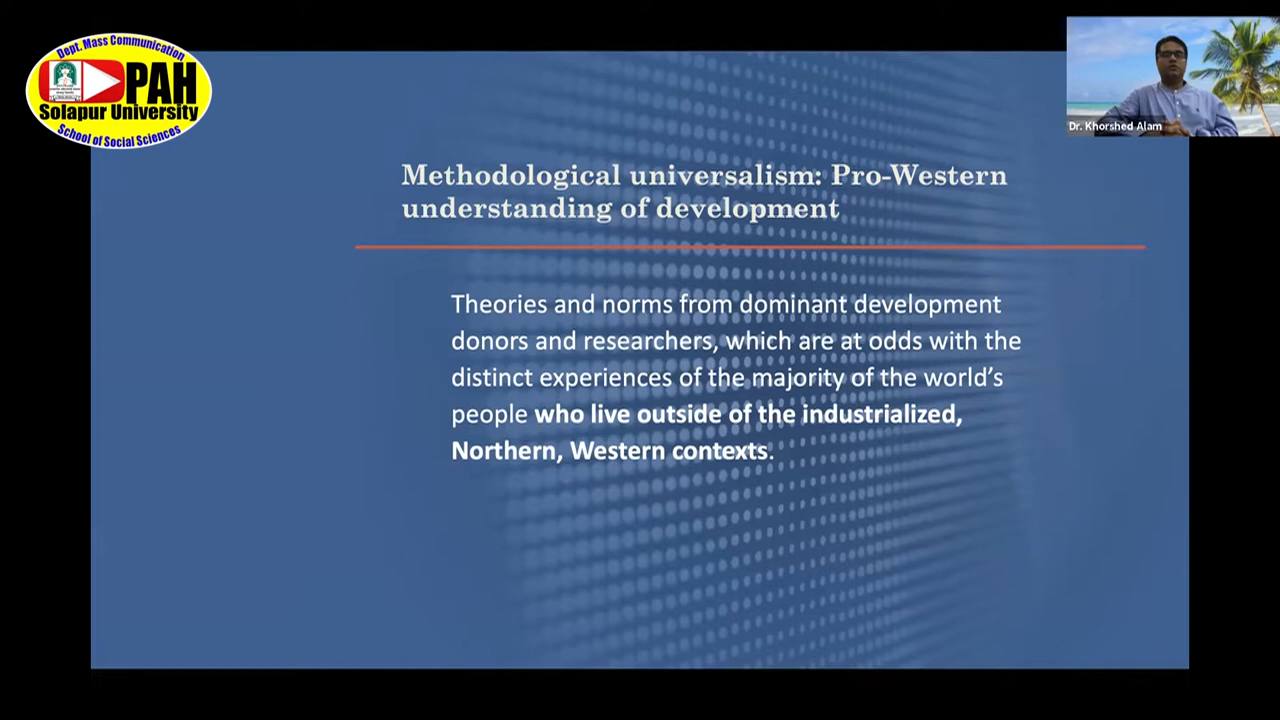 Dept. Mass Communication
PAH
Solapur University
School of Social Sciences
Dr. Khorshed Alam
Methodological universalism: Pro-Western
understanding of development
Theories and norms from dominant development
donors and researchers, which are at odds with the
distinct experiences of the majority of the world’s
people who live outside of the industrialized,
Northern, Western contexts.